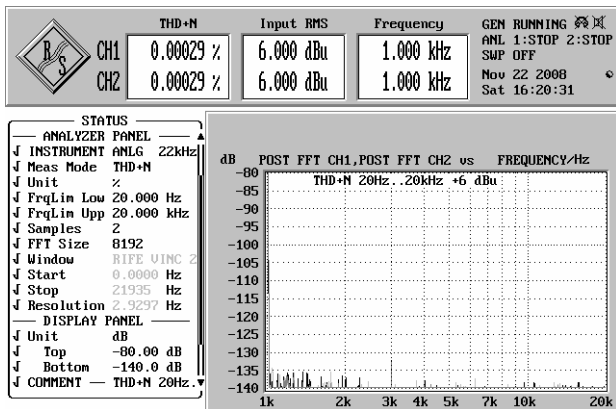 THD+N Input RMS Frequency
R S
CH1 0.00029 % 6.000 dBu 1.000 kHz
CH2 0.00029 % 6.000 dBu 1.000 kHz
GEN RUNNING
ANL 1:STOP 2:STOP
SWP OFF
Nov 22 2008
Sat 16:20:31
STATUS
ANALYZER PANEL
INSTRUMENT ANLG 22kHz
Meas Mode THD+N
Unit %
FrqLim Low 20.000 Hz
FrqLim Upp 20.000 kHz
Samples 2
FFT Size 8192
Window RIFE VINC 2
Start 0.0000 Hz
Stop 21935 Hz
Resolution 2.9297 Hz
DISPLAY PANEL
Unit dB
Top -80.00 dB
Bottom -140.0 dB
COMMENT — THD+N 20Hz.
dB POST FFT CH1,POST FFT CH2 vs FREQUENCY/Hz
THD+N 20Hz..20kHz +6 dBu
-80
-85
-90
-95
-100
-105
-110
-115
-120
-125
-130
-135
-140
1k 2k 3k 4k 5k 7k 10k 20k